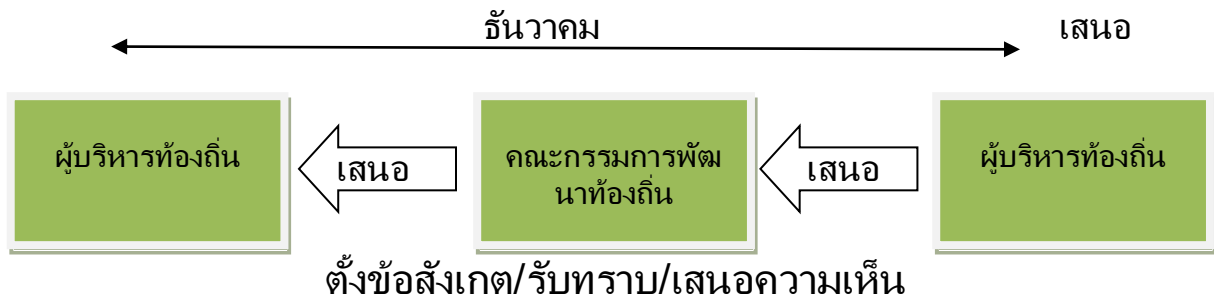 ธันวาคม
เสนอ
ผู้บริหารท้องถิ่น
เสนอ
คณะกรรมการพัฒ
นาท้องถิ่น
เสนอ
ผู้บริหารท้องถิ่น
ตั้งข้อสังเกต/รับทราบ/เสนอความเห็น